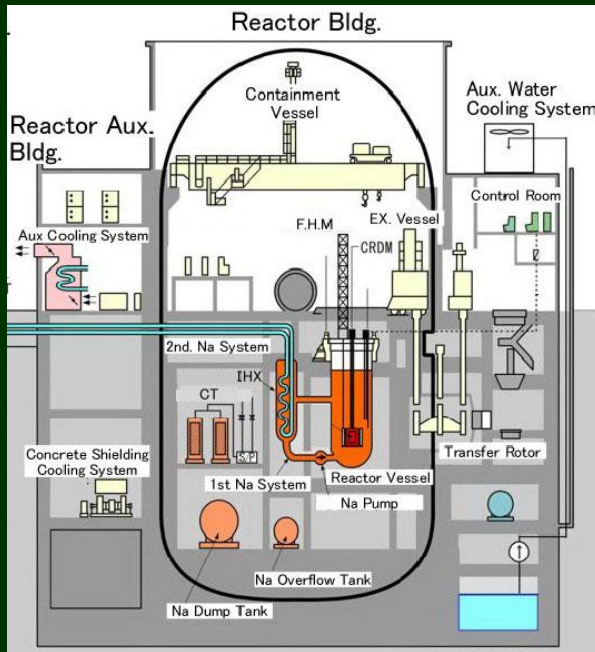 Reactor Bldg.
Containment
Vessel
Aux. Water
Cooling System
Reactor Aux.
Bldg.
Control Room
F.H.M
EX. Vessel
CRDM
Aux Cooling System
2nd. Na System
IHX
CT
S/P
Concrete Shielding
Cooling System
1st Na System
Reactor Vessel
Na Pump
Transfer Rotor
Na Overflow Tank
Na Dump Tank